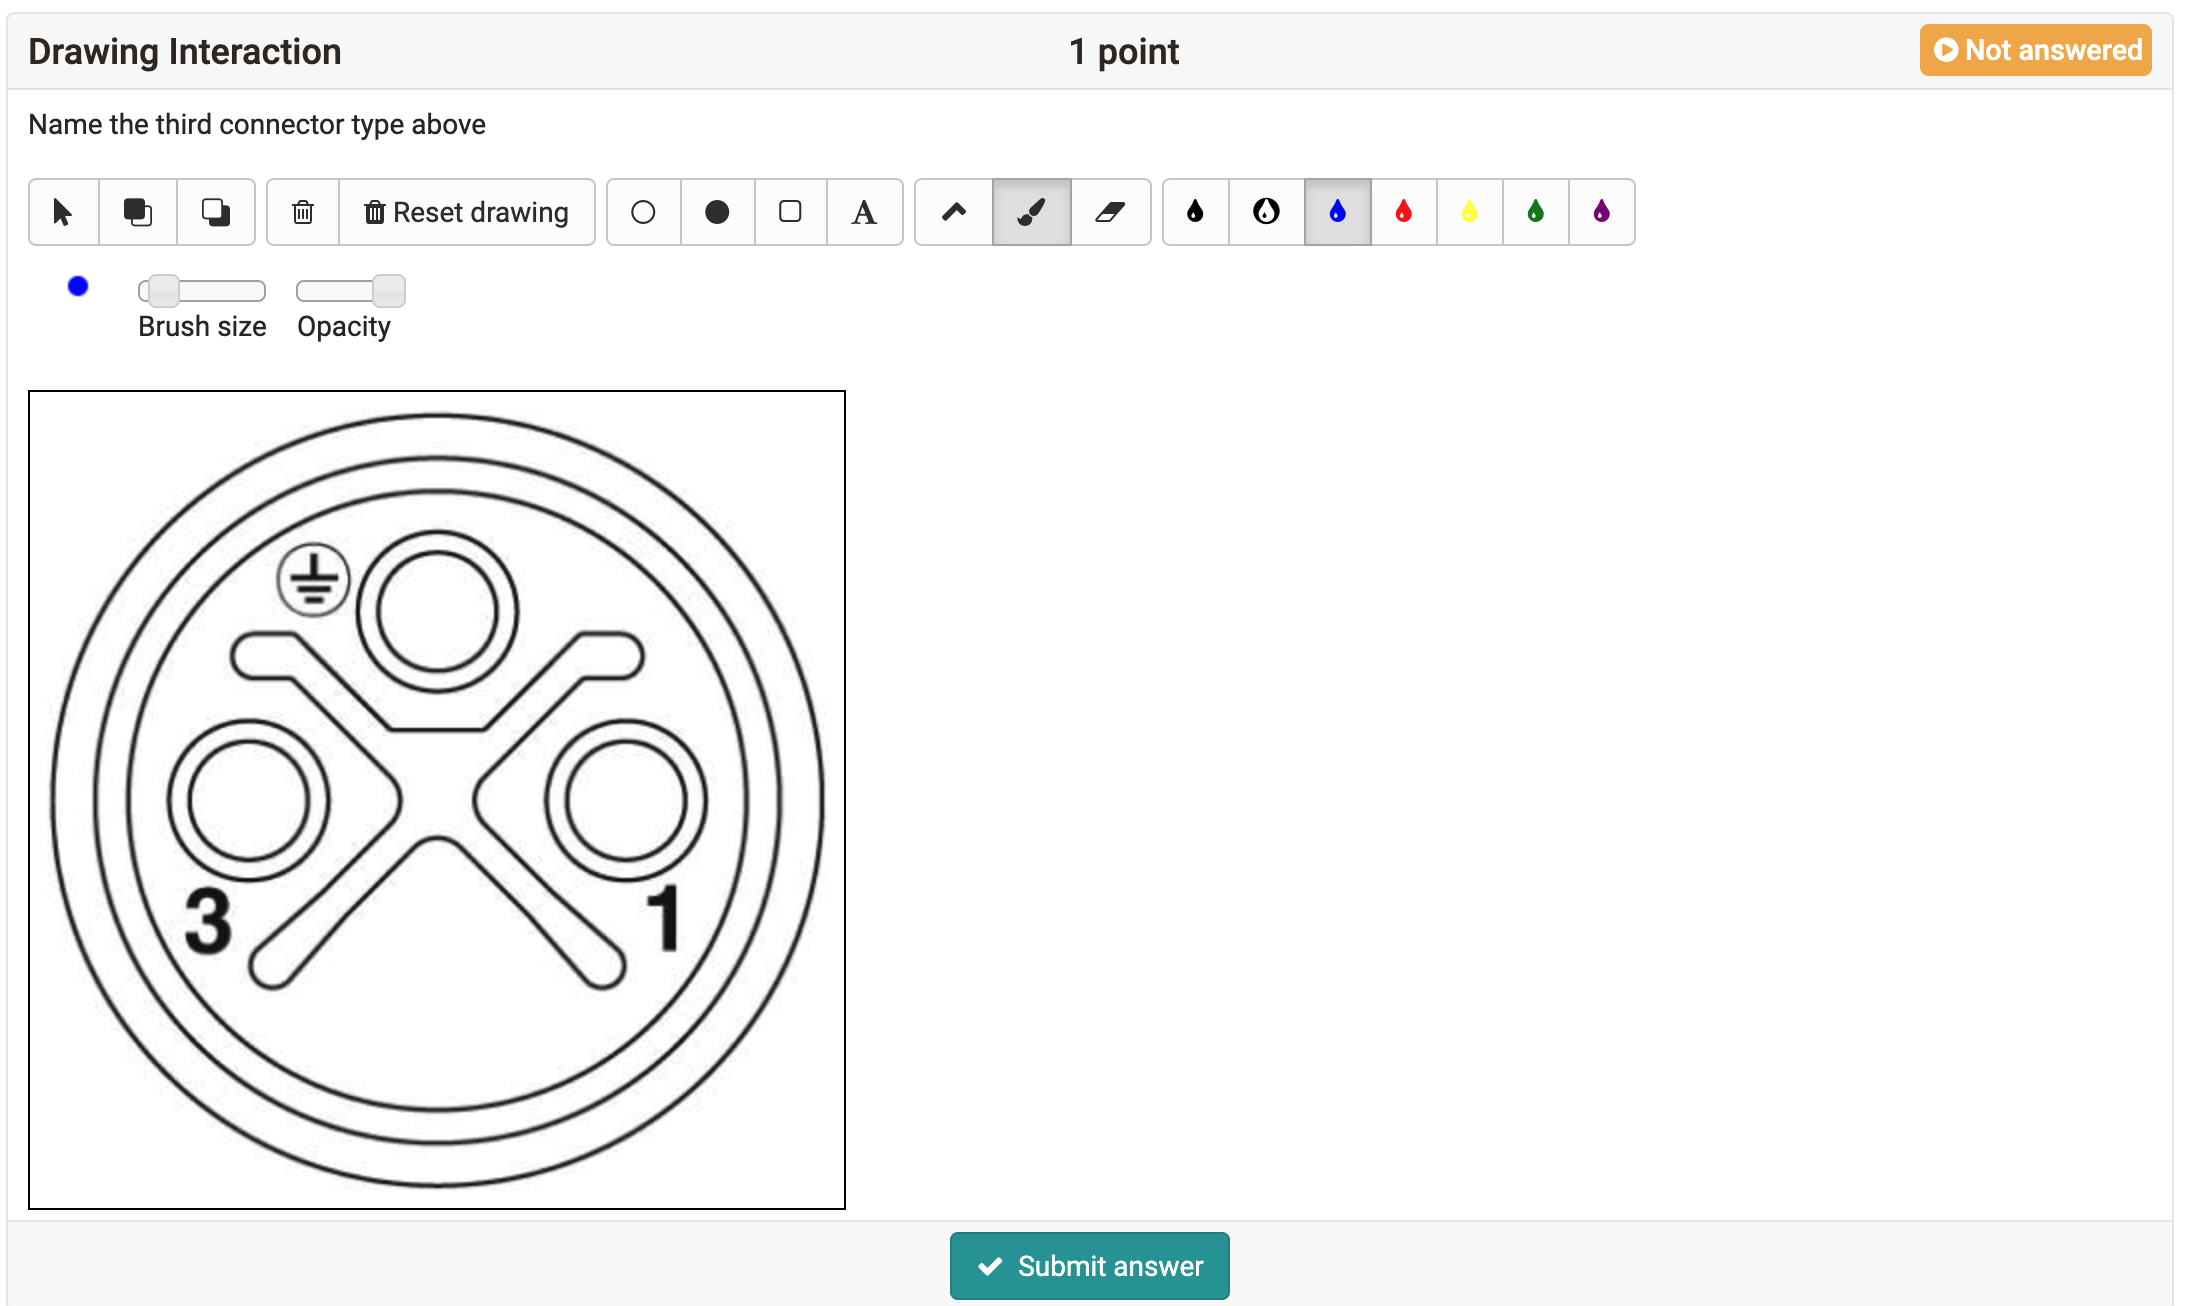 Drawing Interaction
1 point
Not answered
Name the third connector type above
Reset drawing
A
Brush size
Opacity
3
1
Submit answer